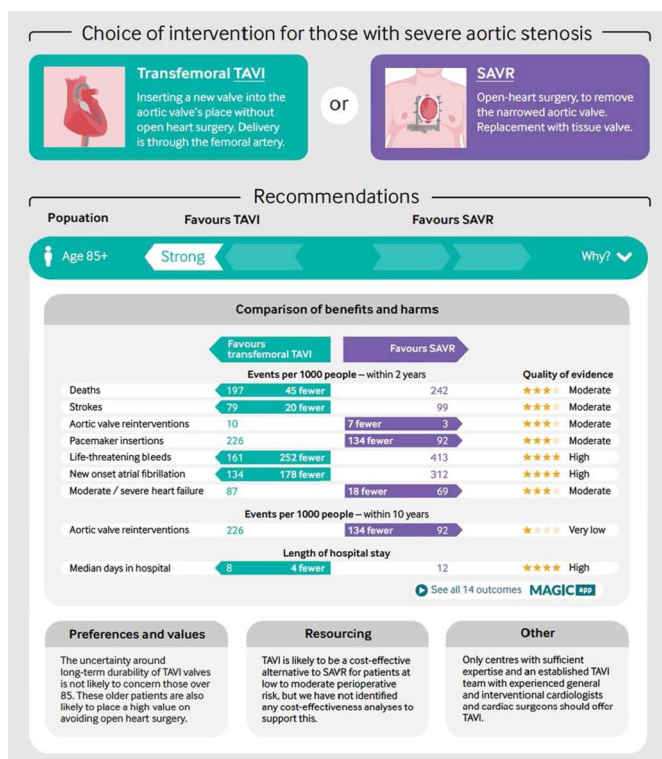 Choice of intervention for those with severe aortic stenosis
Transfemoral TAVI
Inserting a new valve into the
aortic valve's place without
open heart surgery. Delivery
is through the femoral artery.
or
SAVR
Open-heart surgery, to remove
the narrowed aortic valve.
Replacement with tissue valve.
Recommendations
Popuation
Favours TAVI
Favours SAVR
Age 85+
Strong
Why?
Comparison of benefits and harms
Favours
transfemoral TAVI
Favours SAVR
Events per 1000 people – within 2 years
Quality of evidence
Deaths 197 45 fewer 242 Moderate
Strokes 79 20 fewer 99 Moderate
Aortic valve reinterventions 10 7 fewer 3 Moderate
Pacemaker insertions 226 134 fewer 92 Moderate
Life-threatening bleeds 161 252 fewer 413 High
New onset atrial fibrillation 134 178 fewer 312 High
Moderate / severe heart failure 87 18 fewer 69 Moderate
Events per 1000 people – within 10 years
Aortic valve reinterventions 226 134 fewer 92 Very low
Length of hospital stay
Median days in hospital 8 4 fewer 12 High
See all 14 outcomes MAGIC app
Preferences and values
The uncertainty around
long-term durability of TAVI valves
is not likely to concern those over
85. These older patients are also
likely to place a high value on
avoiding open heart surgery.
Resourcing
TAVI is likely to be a cost-effective
alternative to SAVR for patients at
low to moderate perioperative
risk, but we have not identified
any cost-effectiveness analyses to
support this.
Other
Only centres with sufficient
expertise and an established TAVI
team with experienced general
and interventional cardiologists
and cardiac surgeons should offer
TAVI.